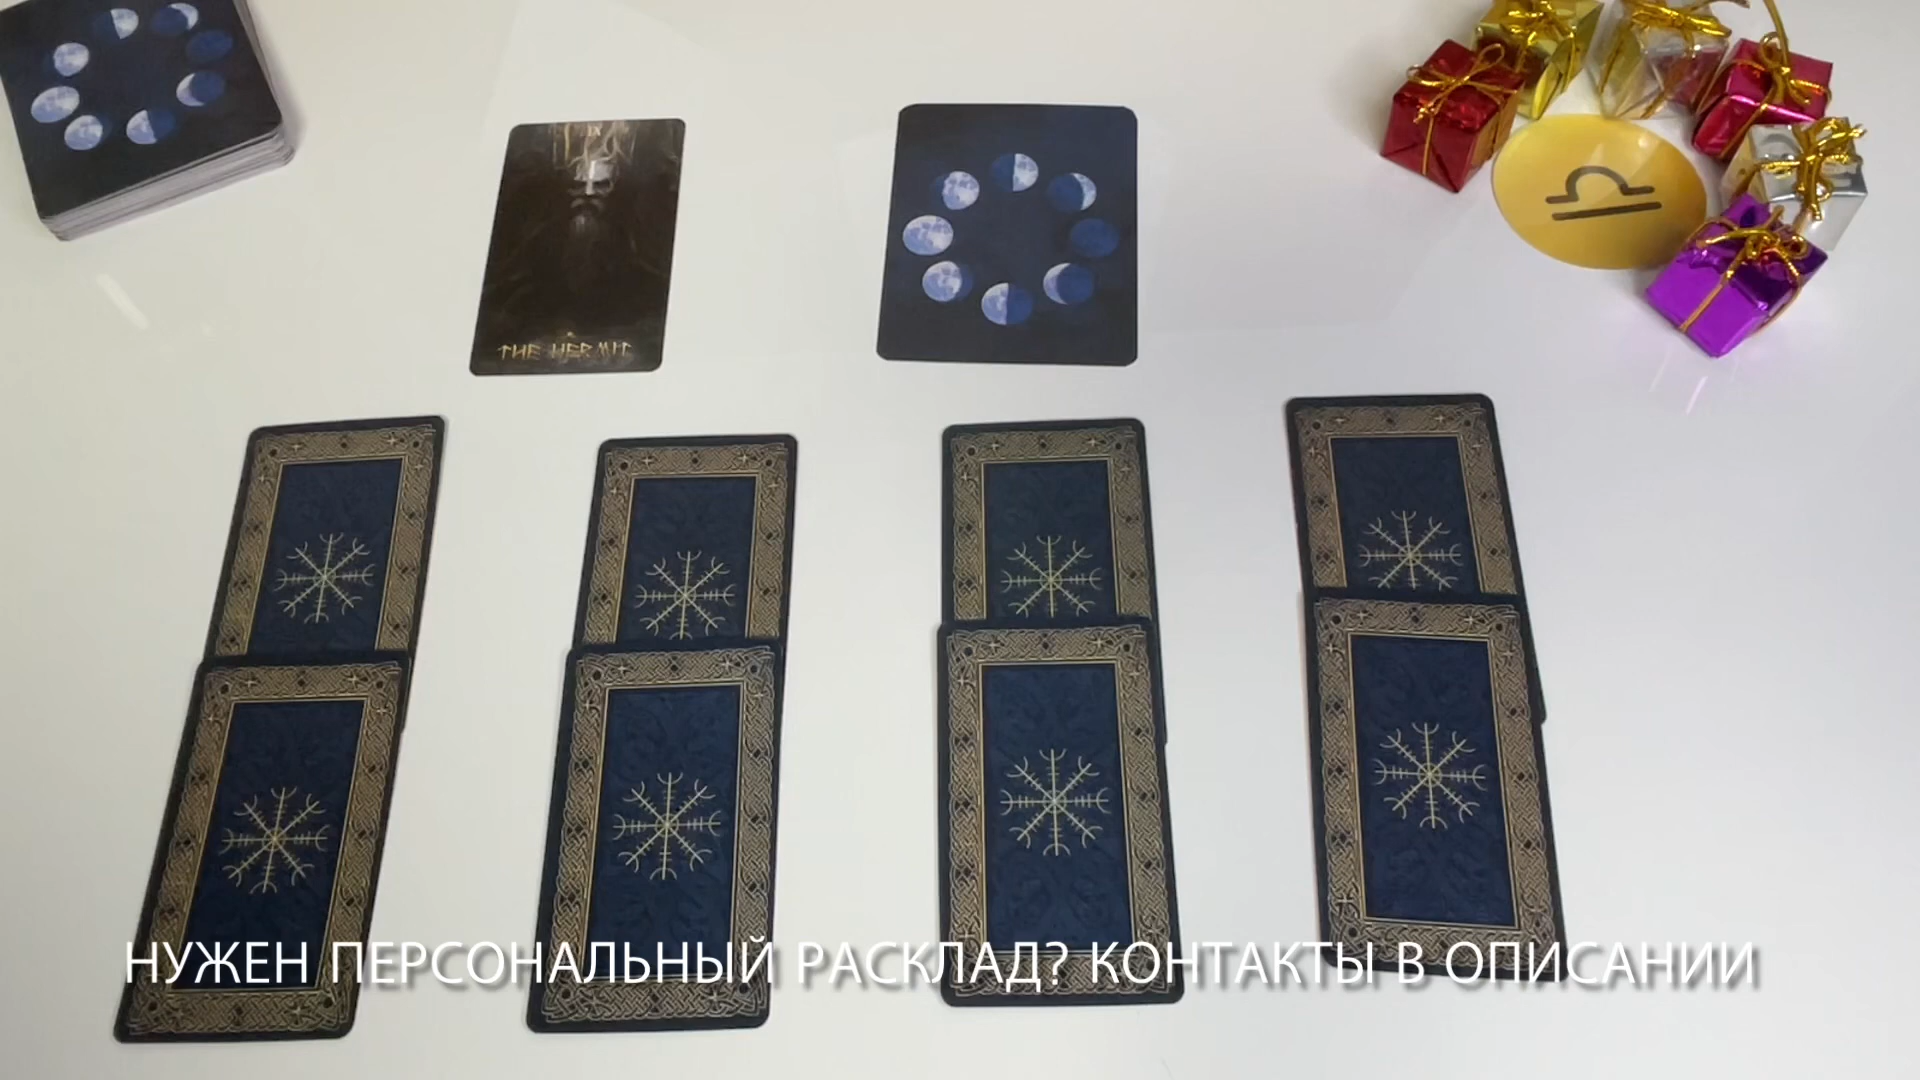 IX
THE HERMIT
НУЖЕН ПЕРСОНАЛЬНЫЙ РАСКЛАД? КОНТАКТЫ В ОПИСАНИИ